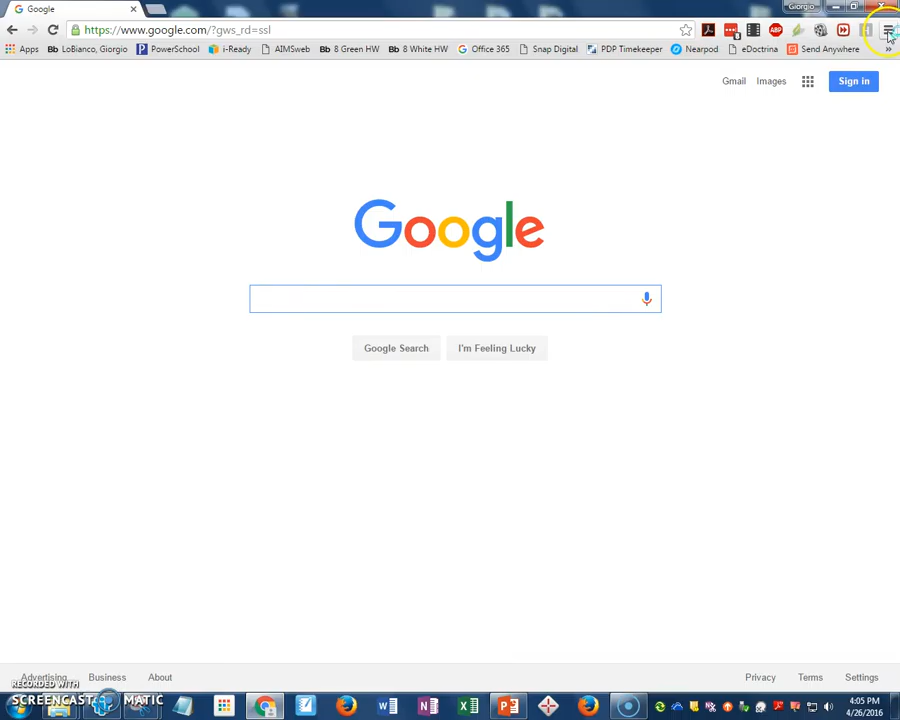 Google
Giorgio
https://www.google.com/?gws_rd=ssl
Apps Bb LoBianco, Giorgio PowerSchool i-Ready AIMSweb Bb 8 Green HW Bb 8 White HW Office 365 Snap Digital PDP Timekeeper Nearpod eDoctrina Send Anywhere »
Gmail Images Sign in
Google
Google Search I'm Feeling Lucky
Advertising Business About Privacy Terms Settings
RECORDED WITH
SCREENCAST MATIC
4:05 PM
4/26/2016